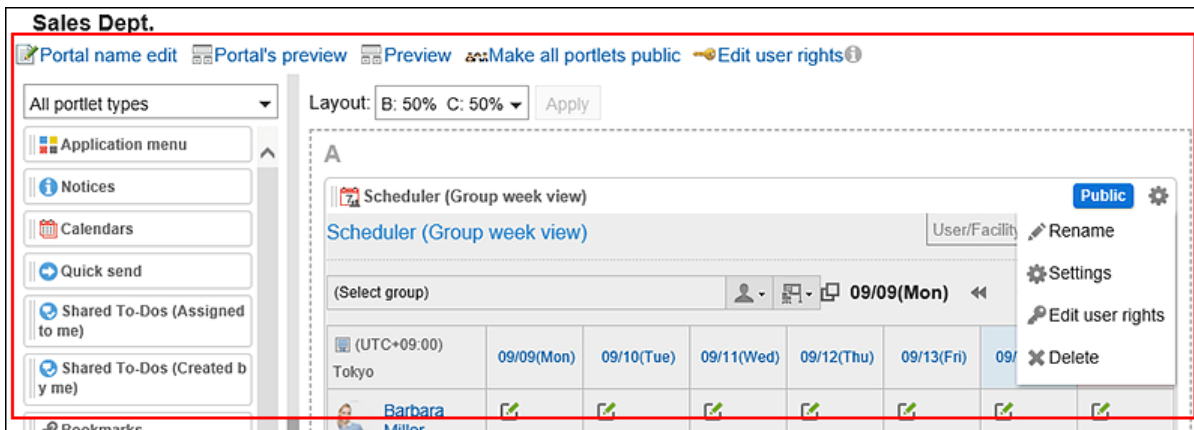 Sales Dept.
Portal name edit Portal's preview Preview Make all portlets public Edit user rights
All portlet types
Layout: B: 50% C: 50% Apply
Application menu
Notices
Calendars
Quick send
Shared To-Dos (Assigned
to me)
Shared To-Dos (Created b
y me)
Bookmarks
A
Scheduler (Group week view) Public
Scheduler (Group week view) User/Facility
(Select group) 09/09(Mon)
Rename
Settings
Edit user rights
Delete
(UTC+09:00)
Tokyo
09/09(Mon) 09/10(Tue) 09/11(Wed) 09/12(Thu) 09/13(Fri) 09/
Barbara
Miller